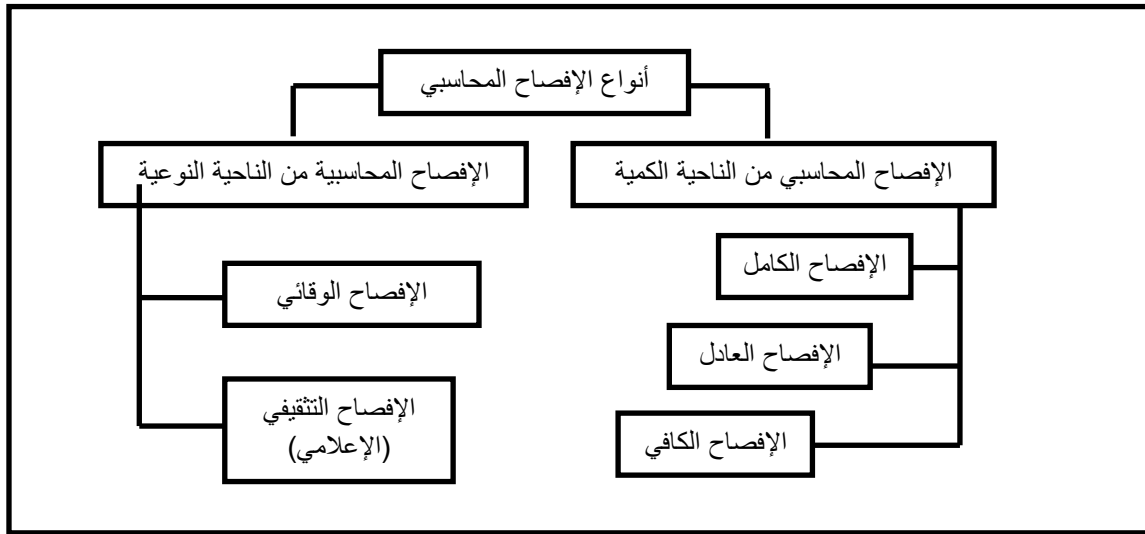 أنواع الإفصاح المحاسبي
الإفصاح المحاسبي من الناحية الكمية
الإفصاح المحاسبية من الناحية النوعية
الإفصاح الكامل
الإفصاح العادل
الإفصاح الكافي
الإفصاح الوقائي
الإفصاح التثقيفي
(الإعلامي)